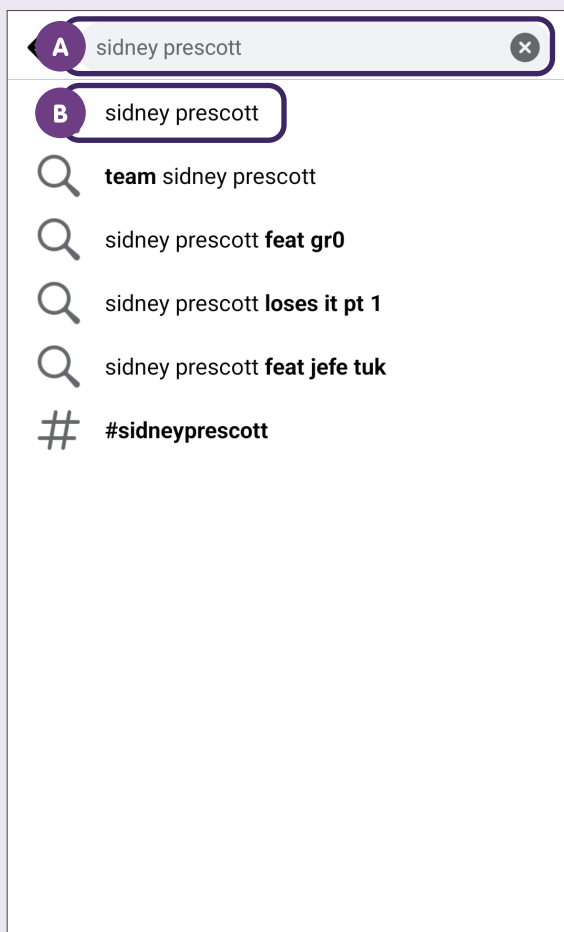 A sidney prescott
B sidney prescott
team sidney prescott
sidney prescott feat gr0
sidney prescott loses it pt 1
sidney prescott feat jefe tuk
#sidneyprescott